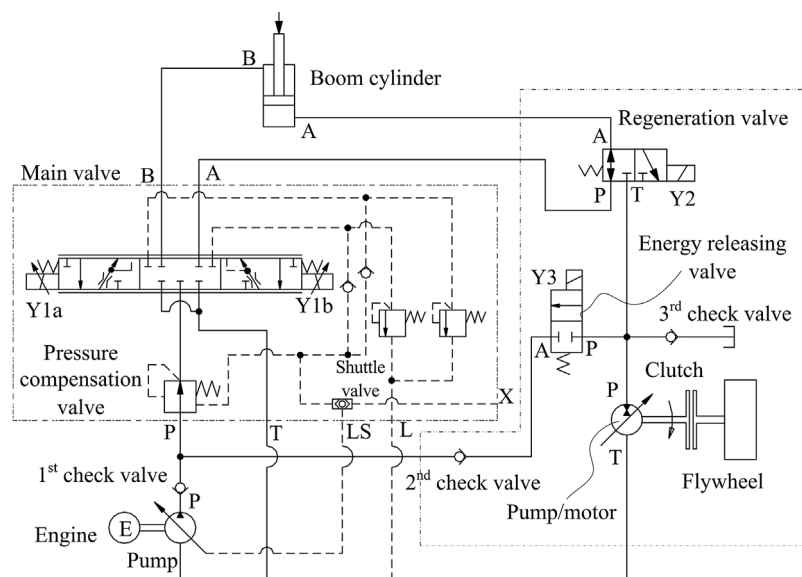 B
Boom cylinder
A
Regeneration valve
A
Main valve
B
A
P
T
Y2
Energy releasing
valve
Y3
Y1a
Y1b
3rd check valve
A
P
Pressure
compensation
valve
Shuttle
valve
X
P
Clutch
P
T
LS
L
T
1st check valve
2nd check valve
Flywheel
P
Pump/motor
Engine
E
Pump